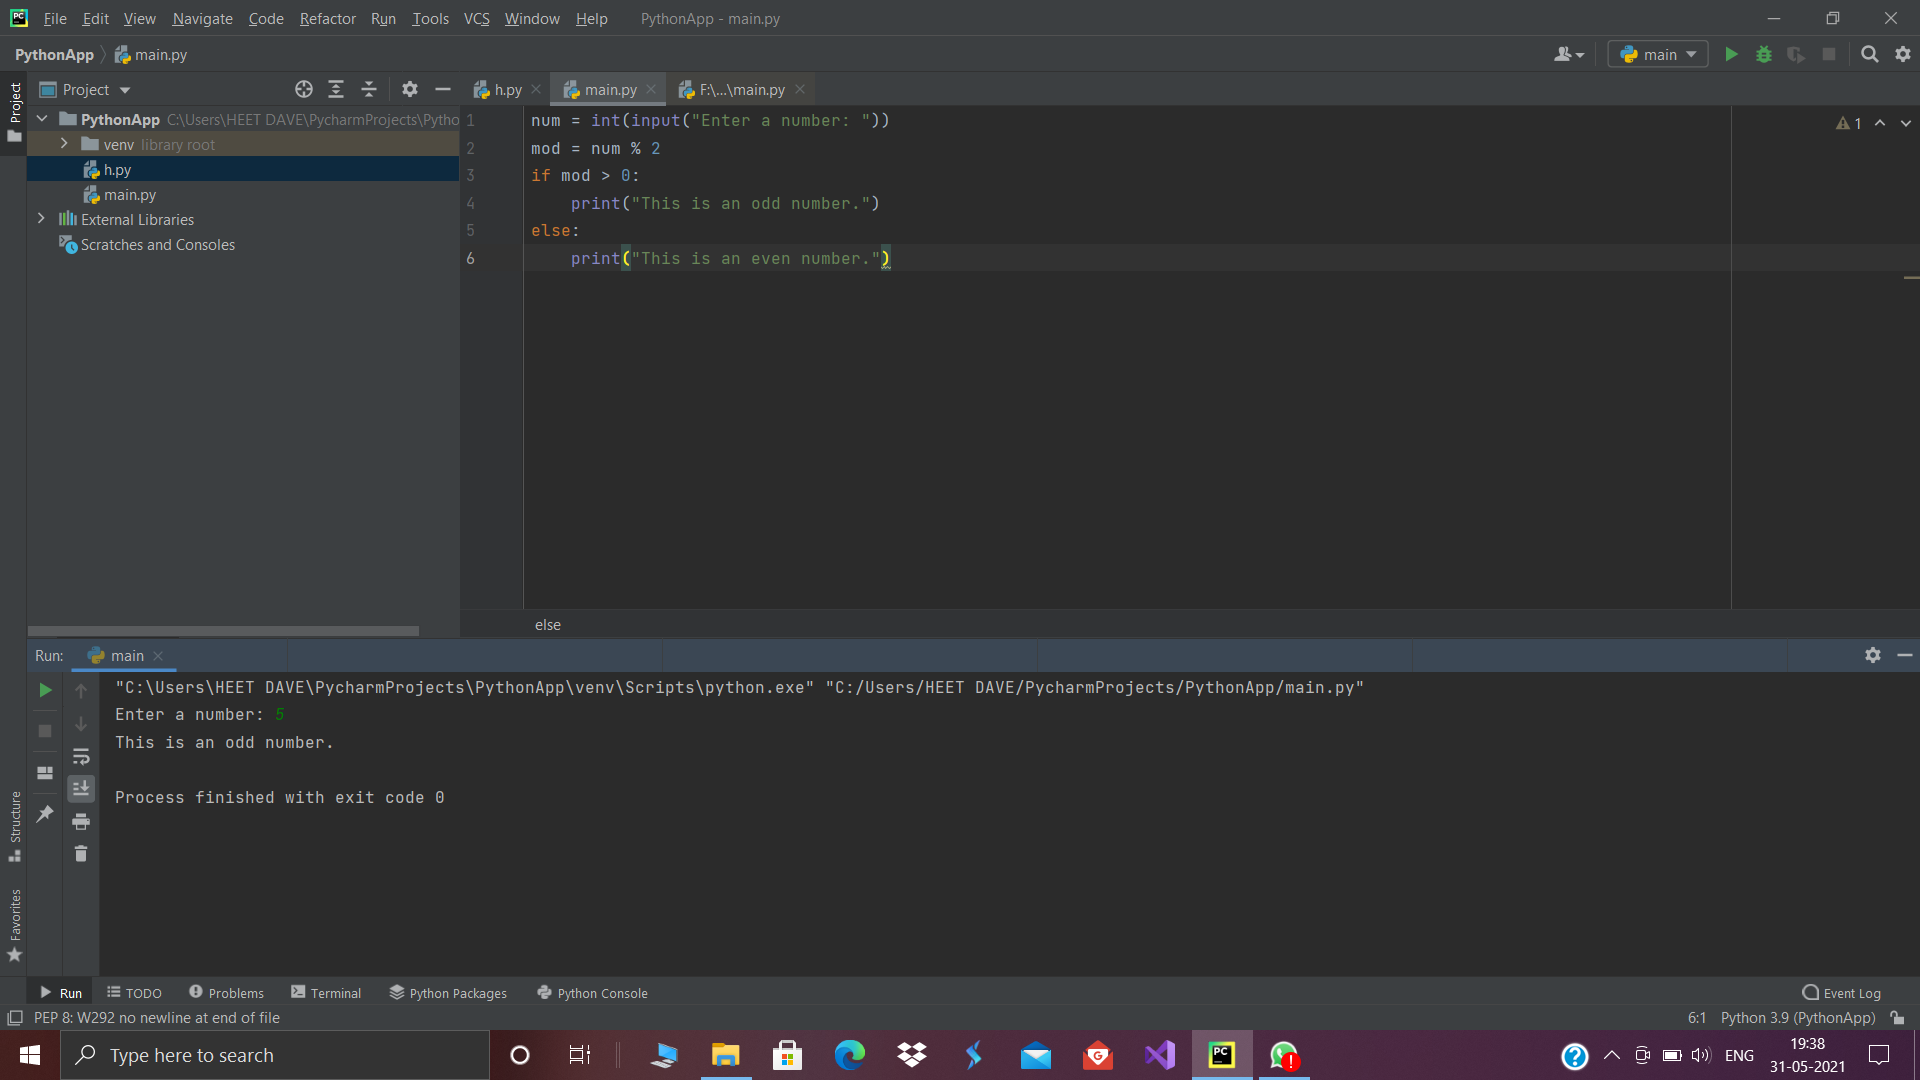 File Edit View Navigate Code Refactor Run Tools VCS Window Help PythonApp - main.py
PythonApp main.py main
Project
Project
h.py main.py F:\...\main.py
PythonApp C:\Users\HEET DAVE\PycharmProjects\Pytho
venv library root
h.py
main.py
External Libraries
Scratches and Consoles
1 num = int(input("Enter a number: "))
2 mod = num % 2
3 if mod > 0:
4 print("This is an odd number.")
5 else:
6 print("This is an even number.")
1
else
Run: main
"C:\Users\HEET DAVE\PycharmProjects\PythonApp\venv\Scripts\python.exe" "C:/Users/HEET DAVE/PycharmProjects/PythonApp/main.py"
Enter a number: 5
This is an odd number.
Process finished with exit code 0
Structure
Favorites
Run TODO Problems Terminal Python Packages Python Console Event Log
PEP 8: W292 no newline at end of file 6:1 Python 3.9 (PythonApp)
Type here to search ENG 19:38
31-05-2021